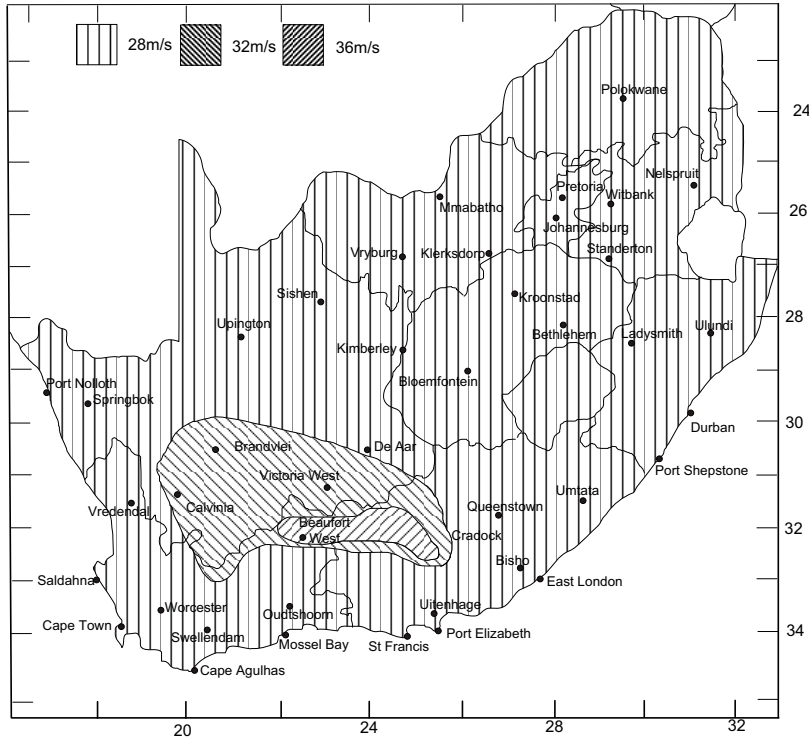 28m/s 32m/s 36m/s
Polokwane
24
Nelspruit
Pretoria
Witbank
Mmabatho
26
Johannesburg
Standerton
Vryburg
Klerksdorp
Sishen
Kroonstad
28
Upington
Bethlehem
Ladysmith
Ulundi
Kimberley
Bloemfontein
Port Nolloth
Springbok
30
Durban
Brandvlei
De Aar
Port Shepstone
Victoria West
Umtata
Calvinia
Queenstown
Vredendal
Beaufort
West
Cradock
32
Bisho
Saldahna
East London
Worcester
Oudtshoorn
Uitenhage
Cape Town
Swellendam
Mossel Bay
St Francis
Port Elizabeth
34
Cape Agulhas
20 24 28 32